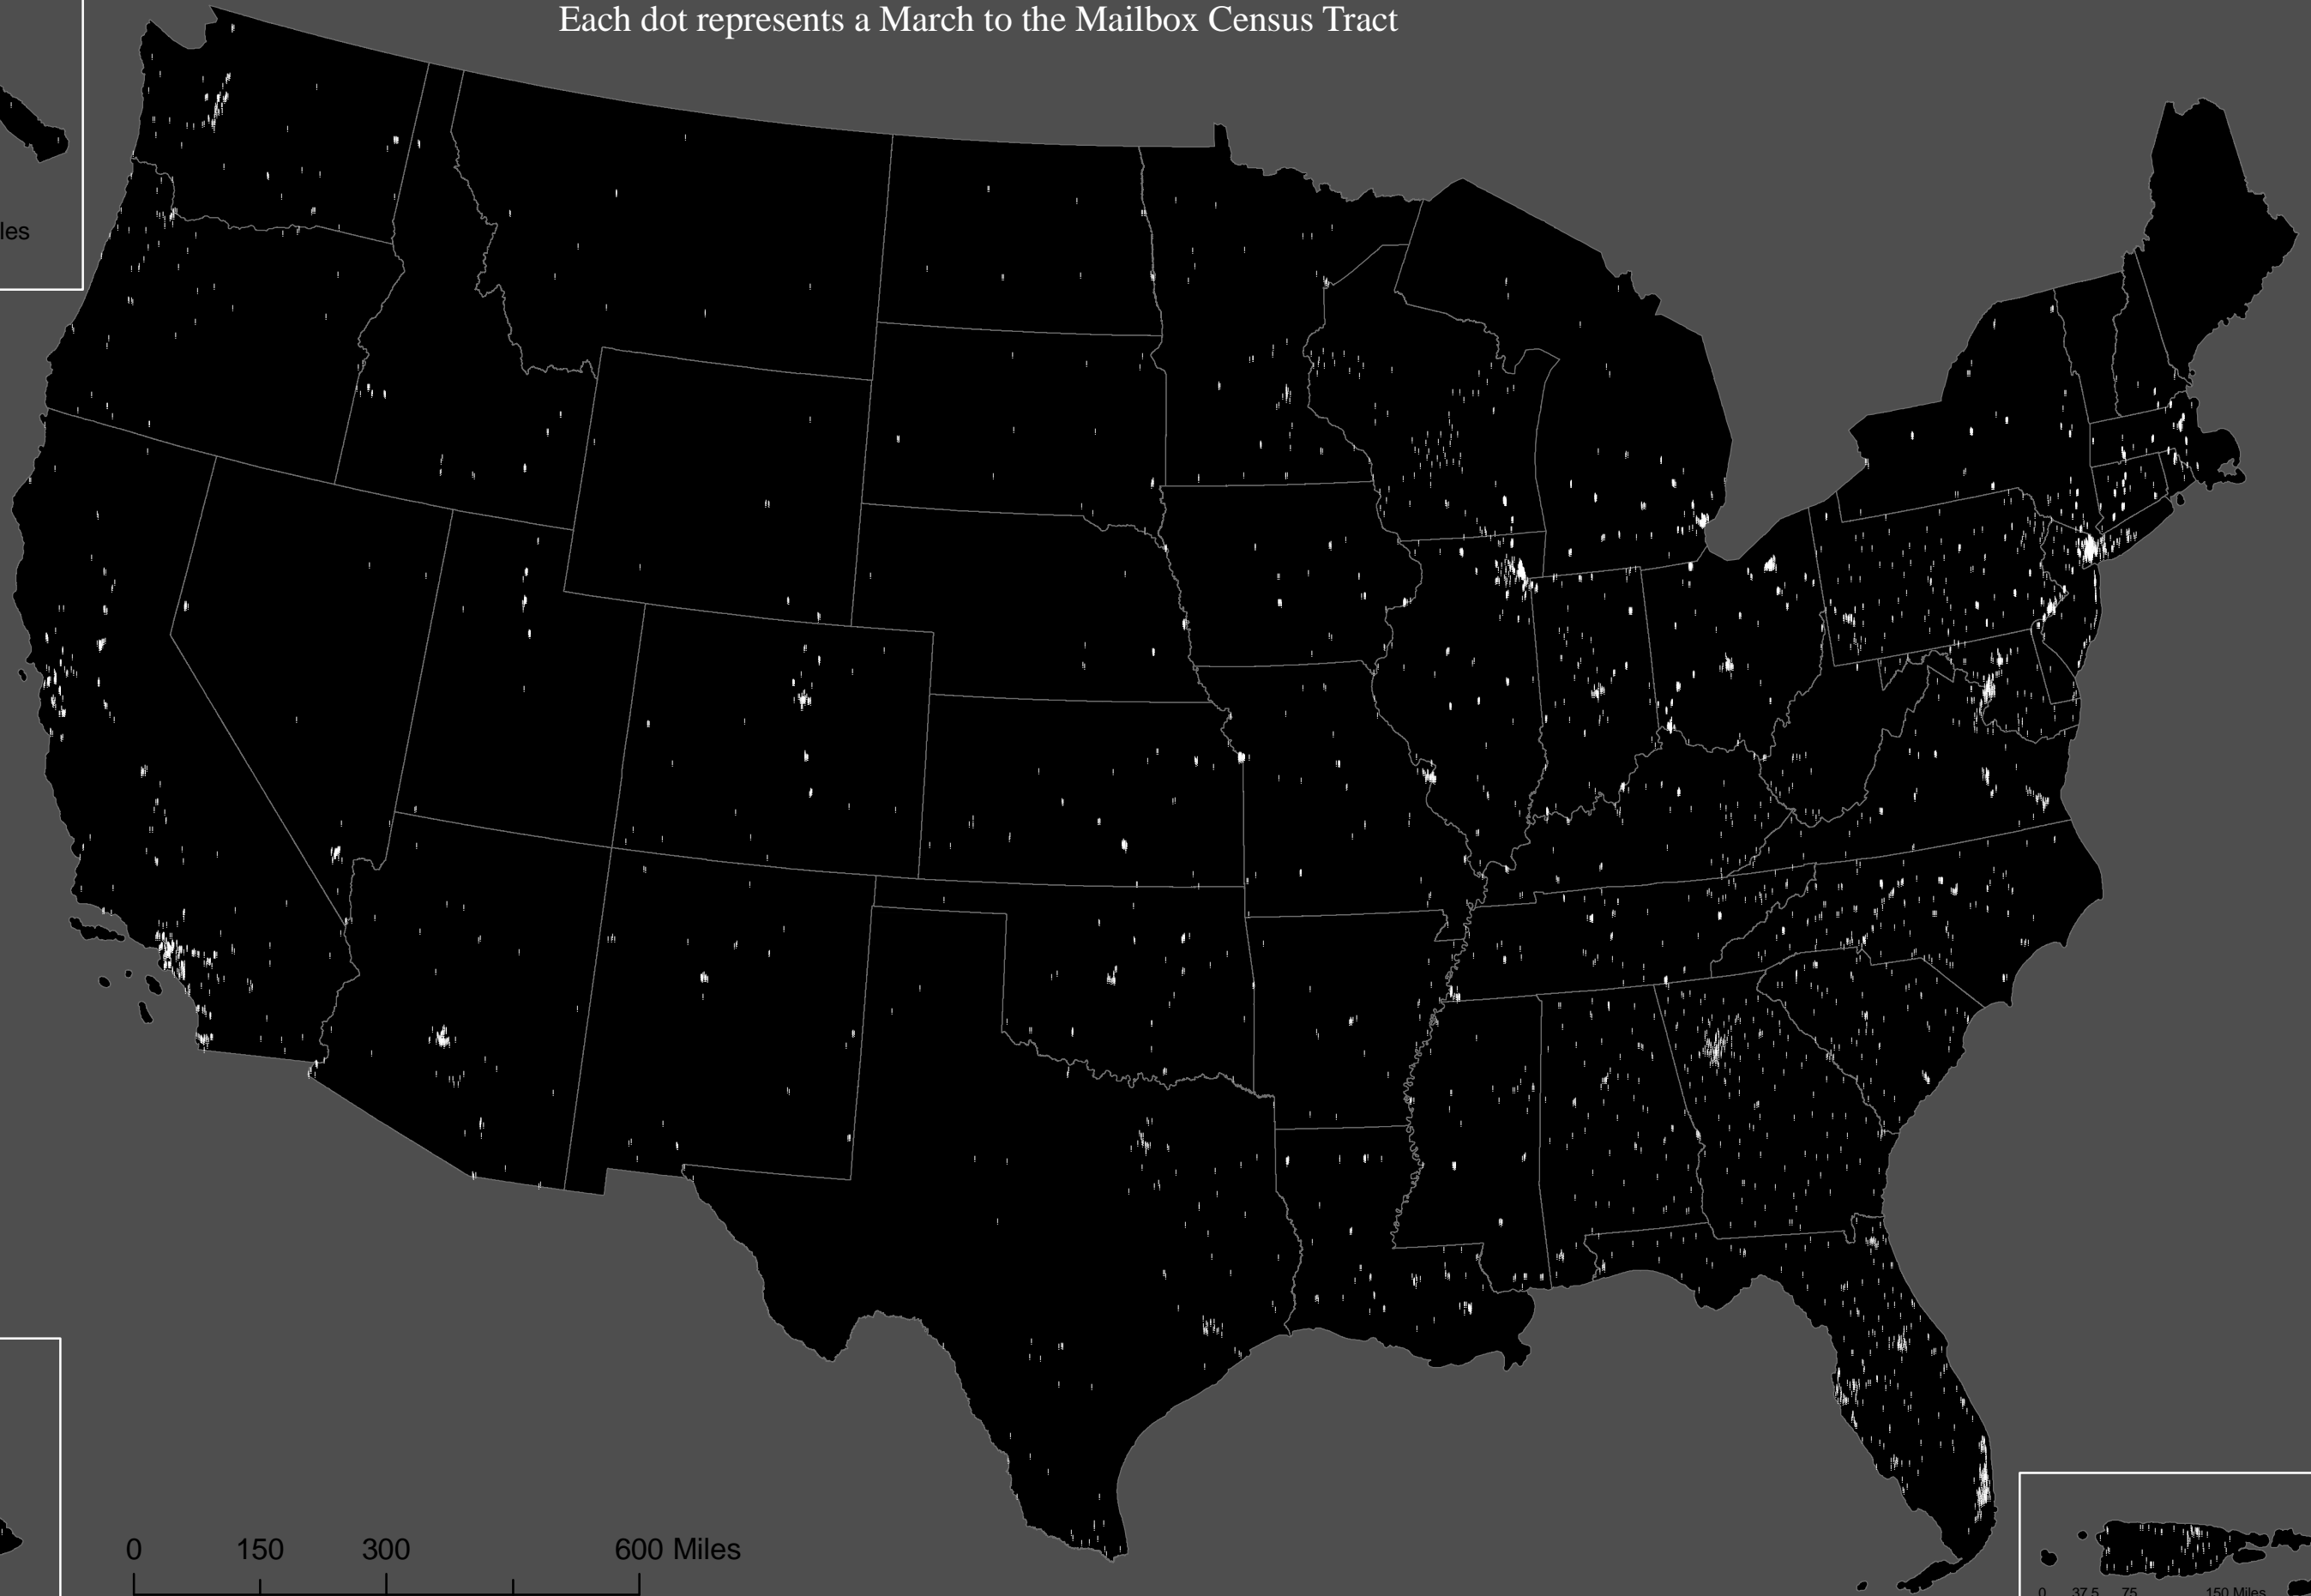 Each dot represents a March to the Mailbox Census Tract
les
0 150 300 600 Miles
0 37.5 75 150 Miles